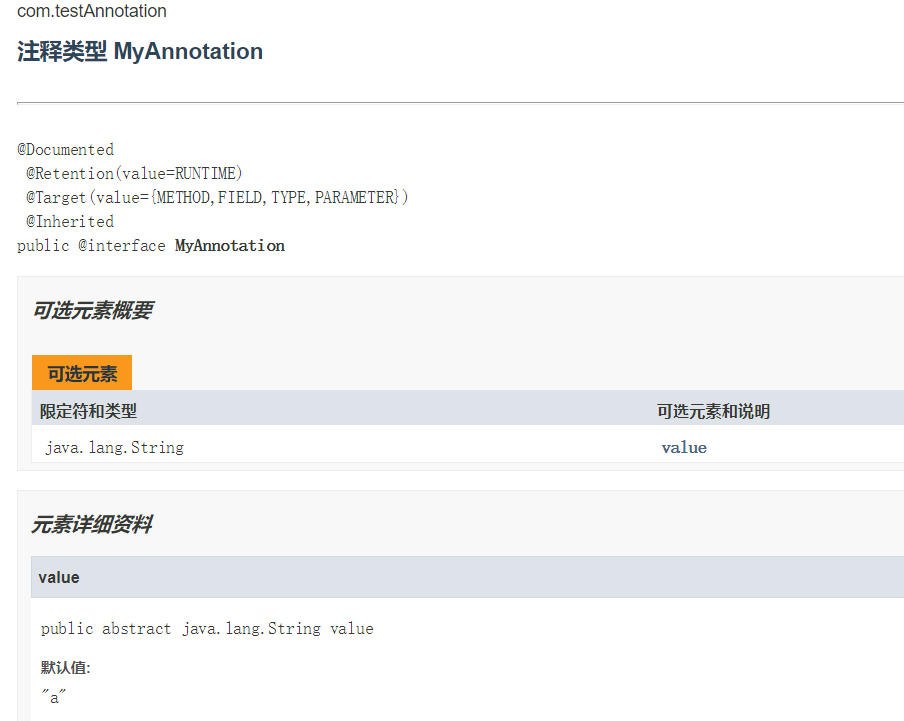 com.testAnnotation
注释类型 MyAnnotation
@Documented
@Retention(value=RUNTIME)
@Target(value={METHOD,FIELD,TYPE,PARAMETER})
@Inherited
public @interface MyAnnotation
可选元素概要
可选元素
限定符和类型 可选元素和说明
java.lang.String value
元素详细资料
value
public abstract java.lang.String value
默认值:
"a"